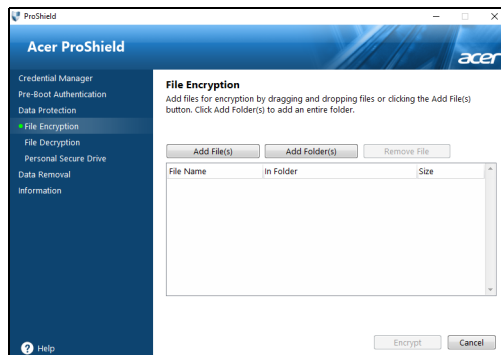 ProShield
Acer ProShield
acer
Credential Manager
Pre-Boot Authentication
Data Protection
File Encryption
File Decryption
Personal Secure Drive
Data Removal
Information
? Help
File Encryption
Add files for encryption by dragging and dropping files or clicking the Add File(s)
button. Click Add Folder(s) to add an entire folder.
Add File(s) Add Folder(s) Remove File
File Name In Folder Size
Encrypt Cancel